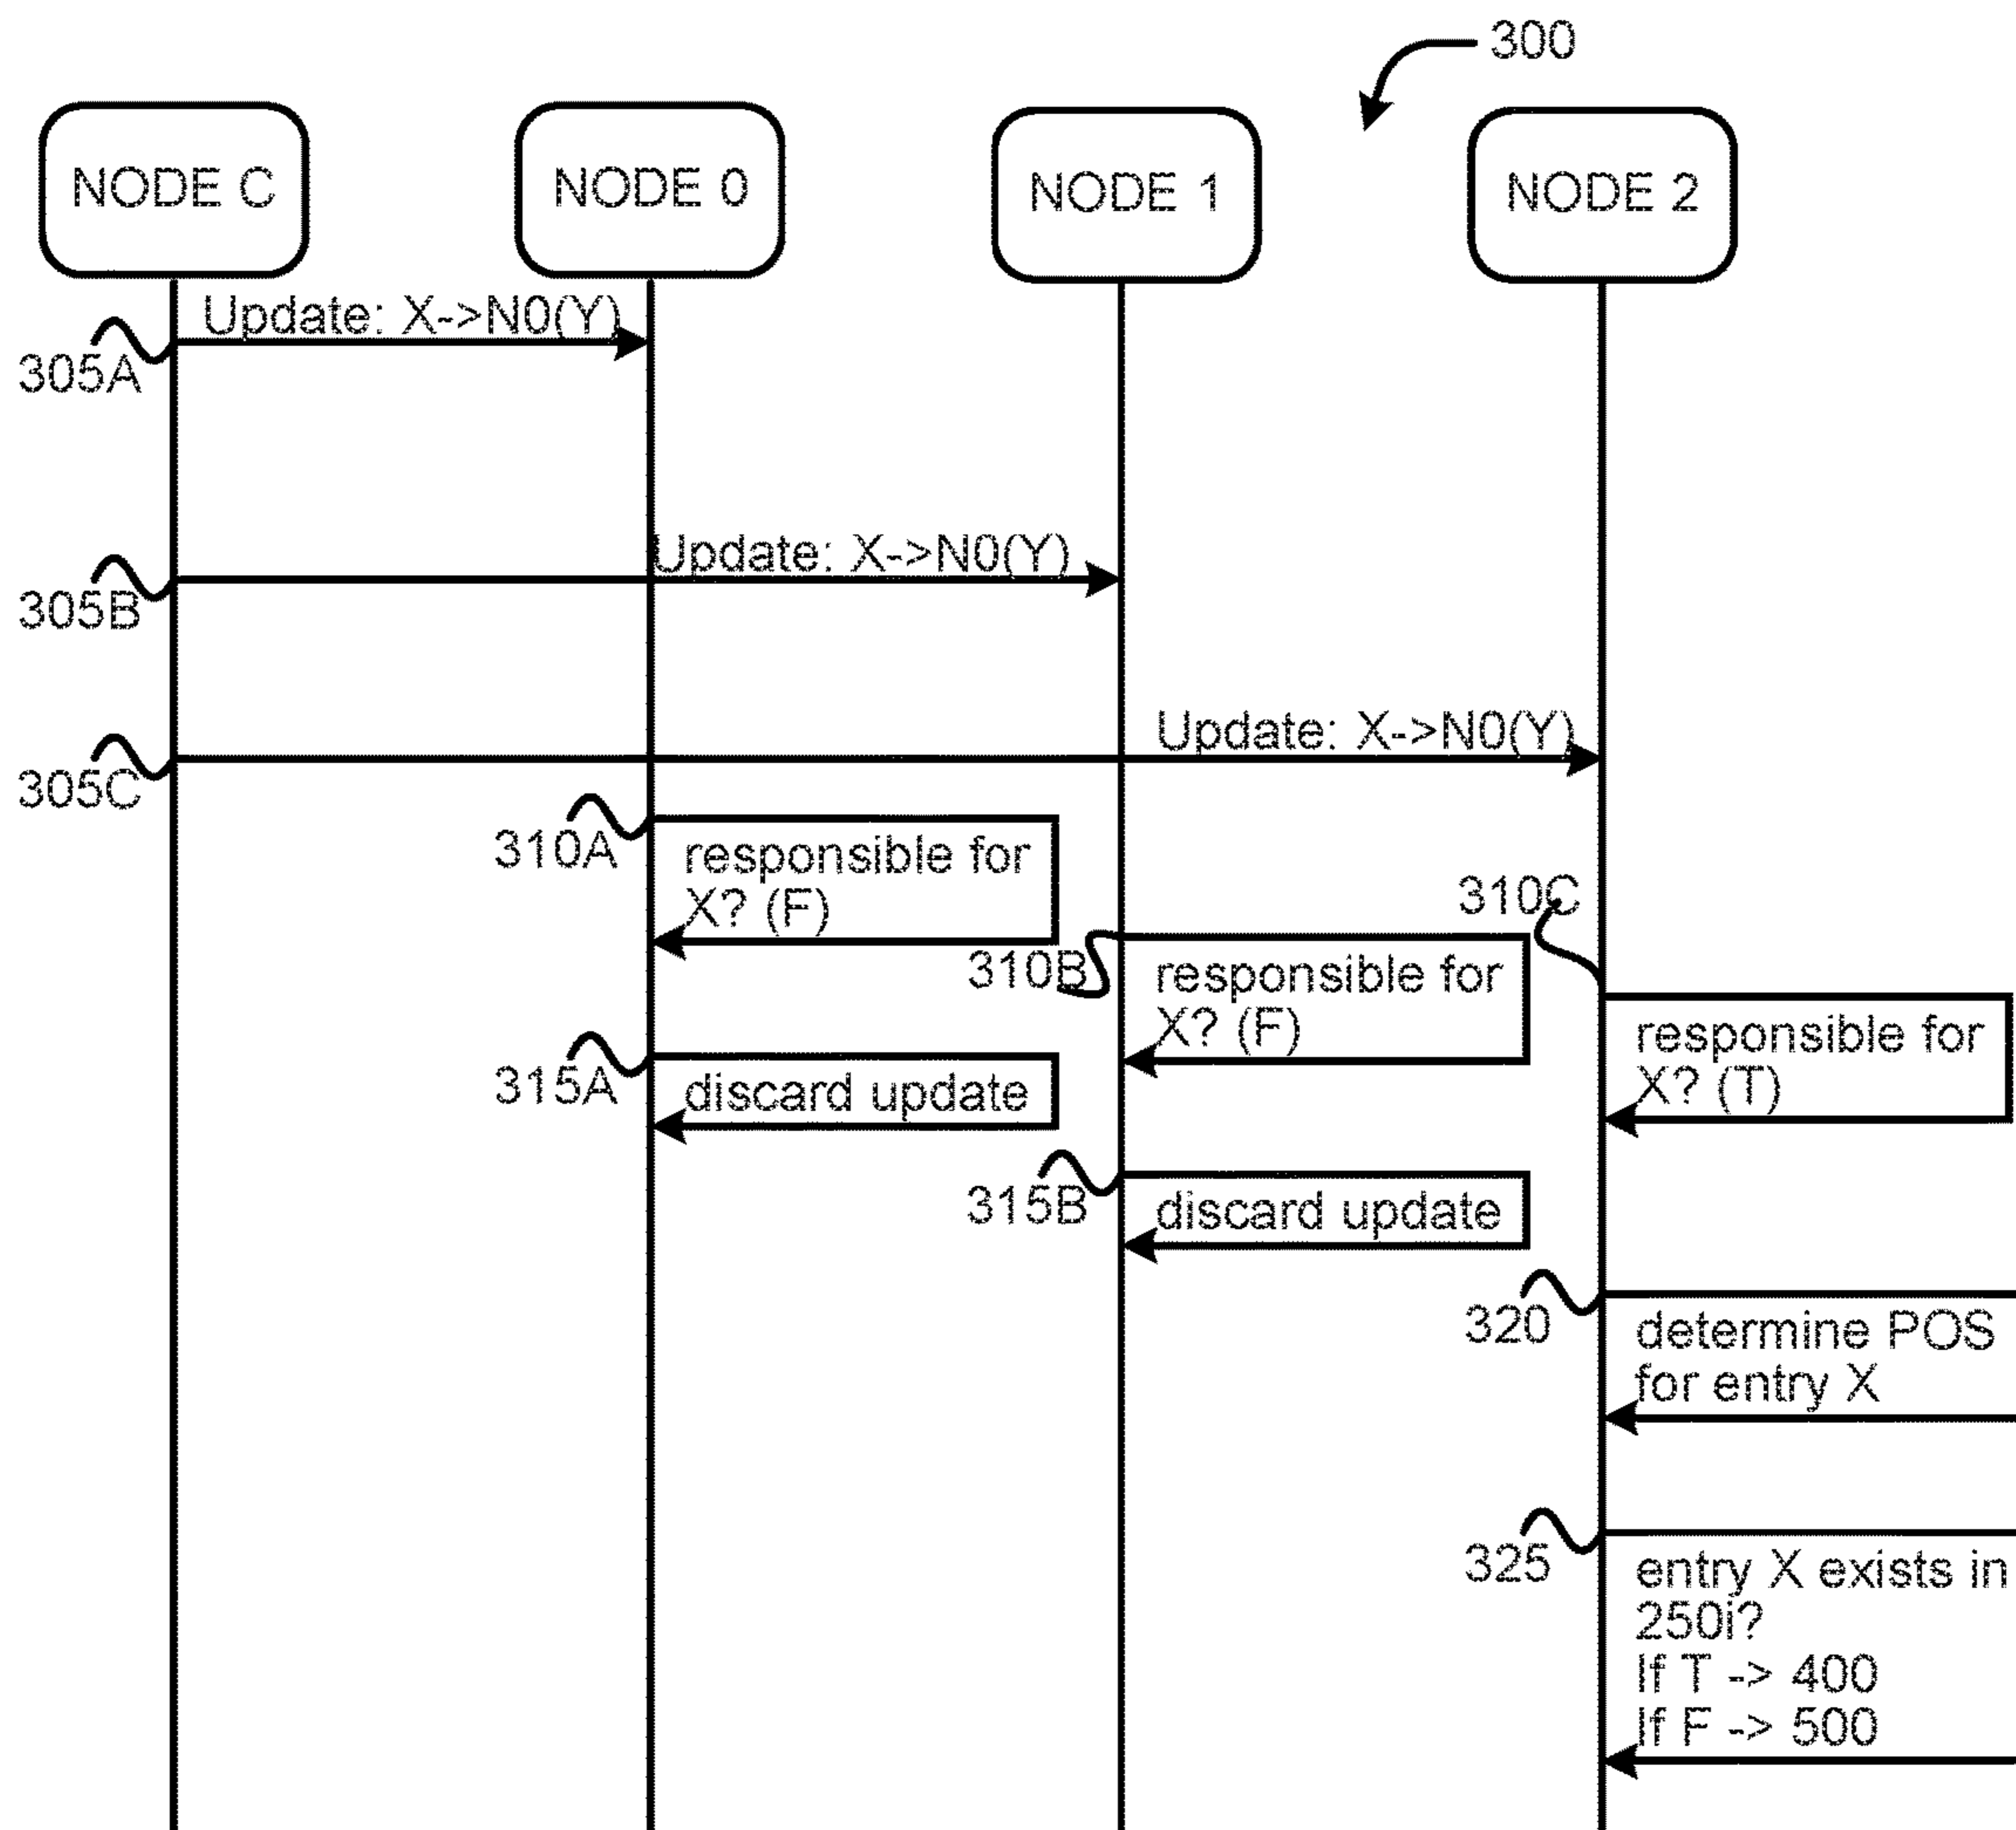 300
NODE C
NODE 0
NODE 1
NODE 2
Update: X->N0(Y)
305A
Update: X->N0(Y)
305B
Update: X->N0(Y)
305C
310A
responsible for
X? (F)
310C
310B
responsible for
X? (F)
responsible for
X? (T)
315A
discard update
315B
discard update
320
determine POS
for entry X
325
entry X exists in
250i?
If T -> 400
If F -> 500